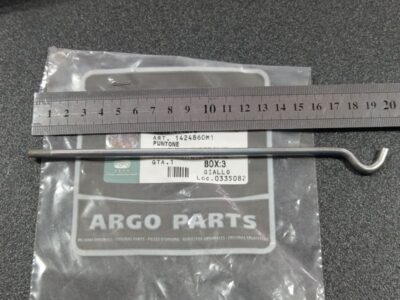 1 2 3 4 5 6 7 8 9 10 11 12 13 14 15 16 17 18 19 20
ART. 1424860M1
PUNTONE
QTA.1
BOX:3
GIALLO
Loc.0335082
ARGO PARTS